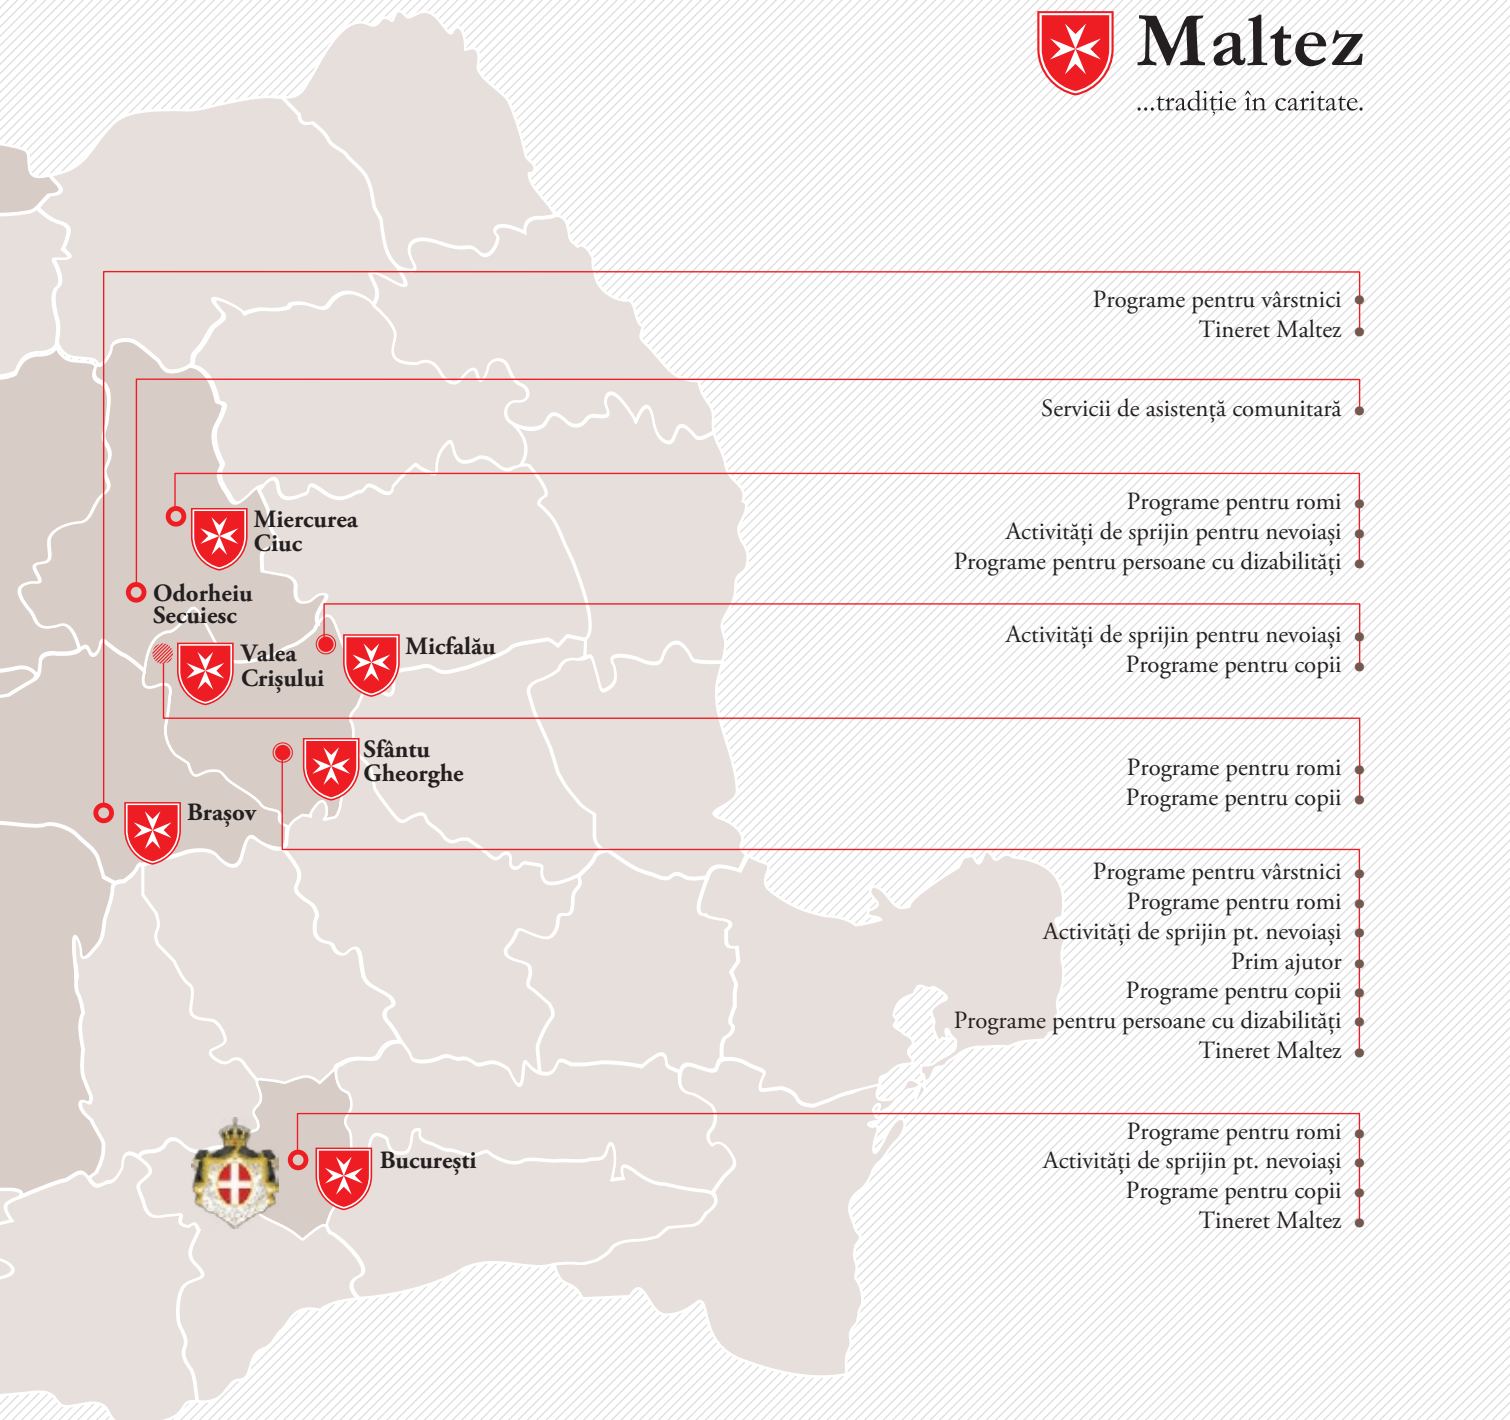 Maltez
...tradiție în caritate.
Programe pentru vârstnici
Tineret Maltez
Servicii de asistență comunitară
Programe pentru romi
Activități de sprijin pentru nevoiași
Programe pentru persoane cu dizabilități
Miercurea
Ciuc
Odorheiu
Secuiesc
Valea
Crișului
Micfalău
Activități de sprijin pentru nevoiași
Programe pentru copii
Sfântu
Gheorghe
Programe pentru romi
Programe pentru copii
Brașov
Programe pentru vârstnici
Programe pentru romi
Activități de sprijin pt. nevoiași
Prim ajutor
Programe pentru copii
Programe pentru persoane cu dizabilități
Tineret Maltez
București
Programe pentru romi
Activități de sprijin pt. nevoiași
Programe pentru copii
Tineret Maltez